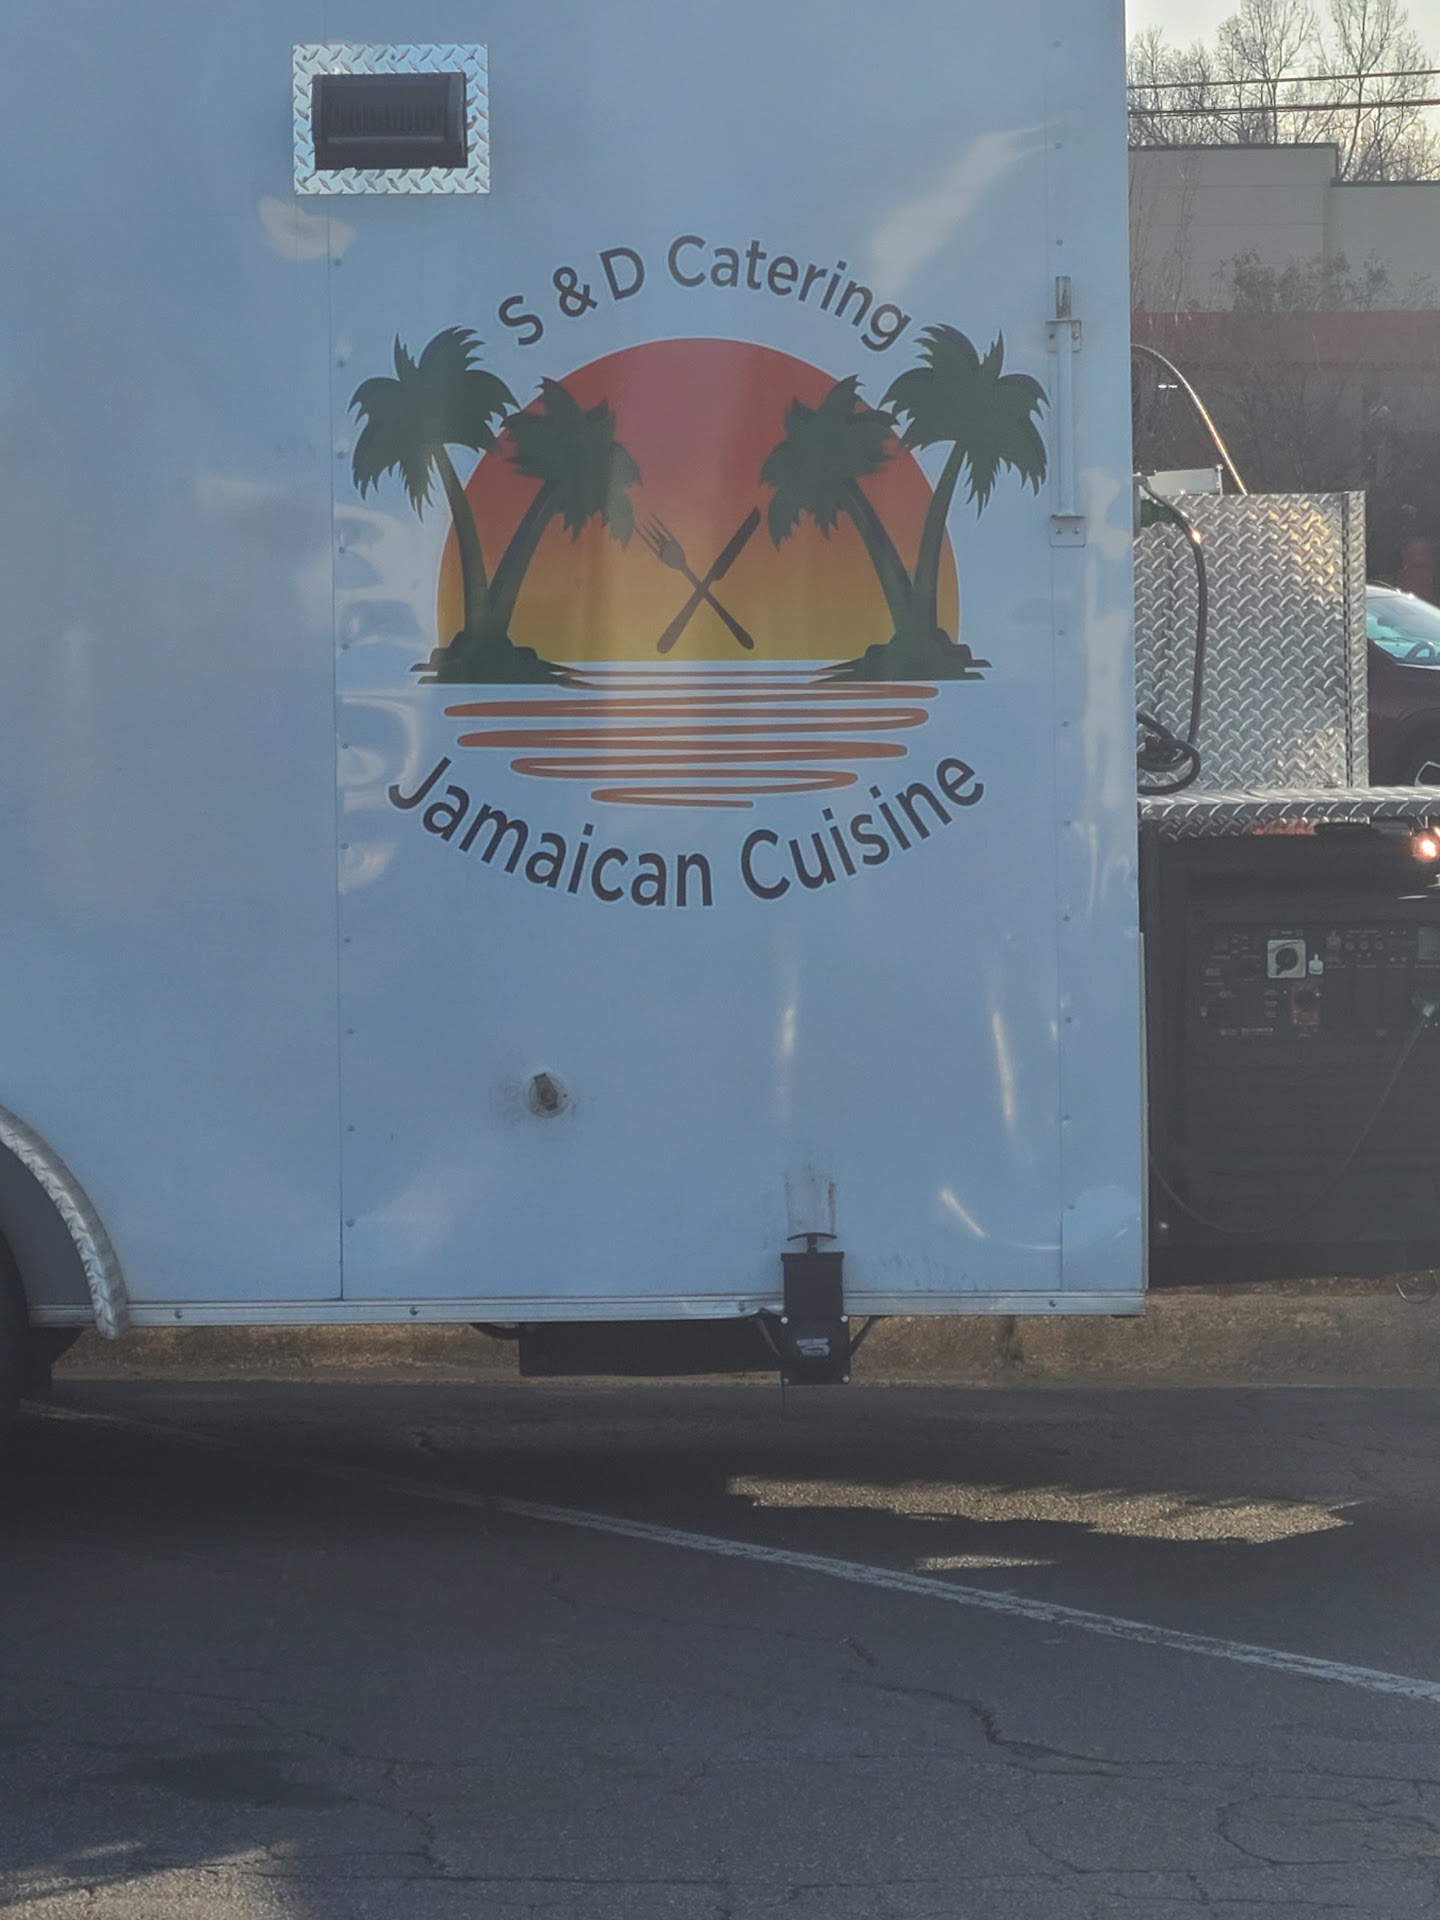 S & D Catering
Jamaican Cuisine